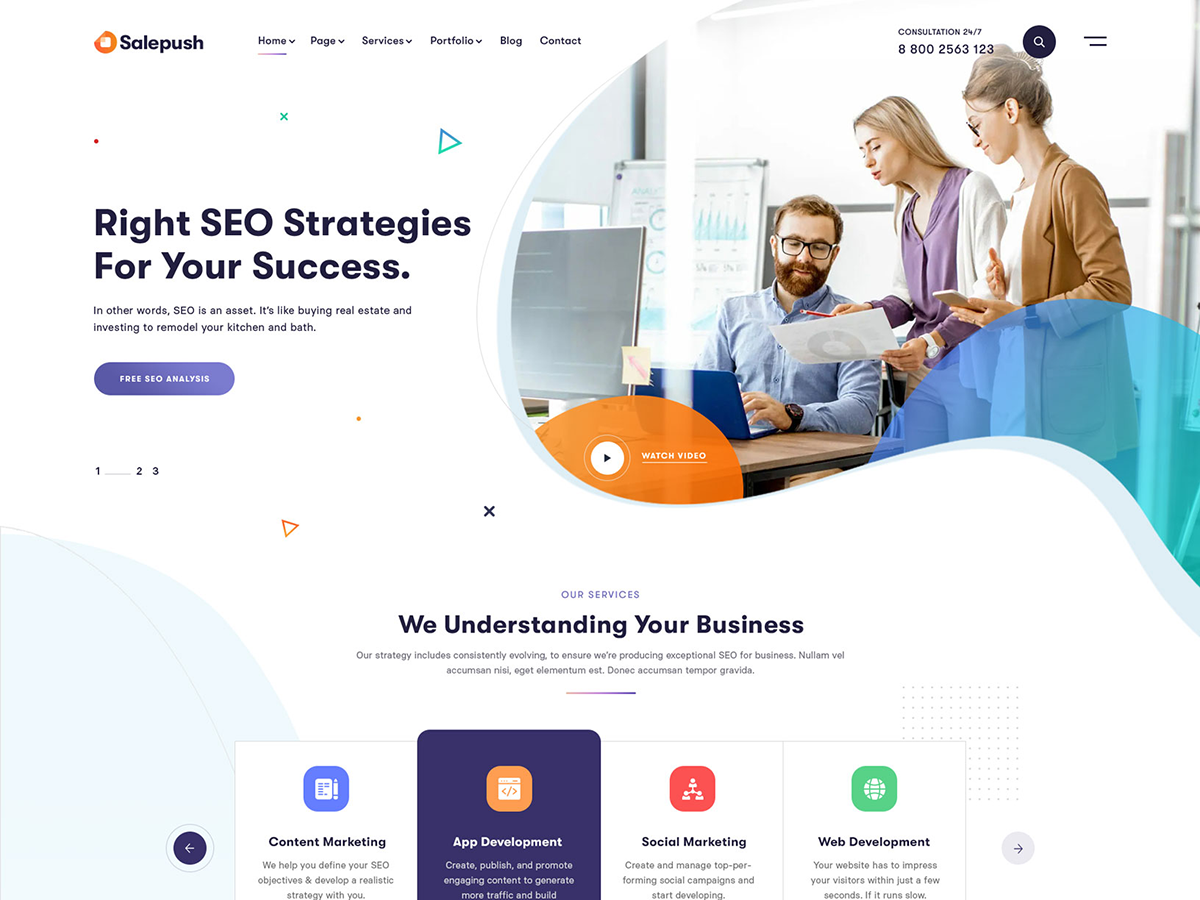 Salepush
Home Page Services Portfolio Blog Contact
CONSULTATION 24/7
8 800 2563 123
Right SEO Strategies
For Your Success.
In other words, SEO is an asset. It's like buying real estate and
investing to remodel your kitchen and bath.
FREE SEO ANALYSIS
WATCH VIDEO
1 2 3
OUR SERVICES
We Understanding Your Business
Our strategy includes consistently evolving, to ensure we're producing exceptional SEO for business. Nullam vel
accumsan nisi, eget elementum est. Donec accumsan tempor gravida.
Content Marketing
We help you define your SEO
objectives & develop a realistic
strategy with you.
App Development
Create, publish, and promote
engaging content to generate
more traffic and build
Social Marketing
Create and manage top-per-
forming social campaigns and
start developing.
Web Development
Your website has to impress
your visitors within just a few
seconds. If it runs slow.